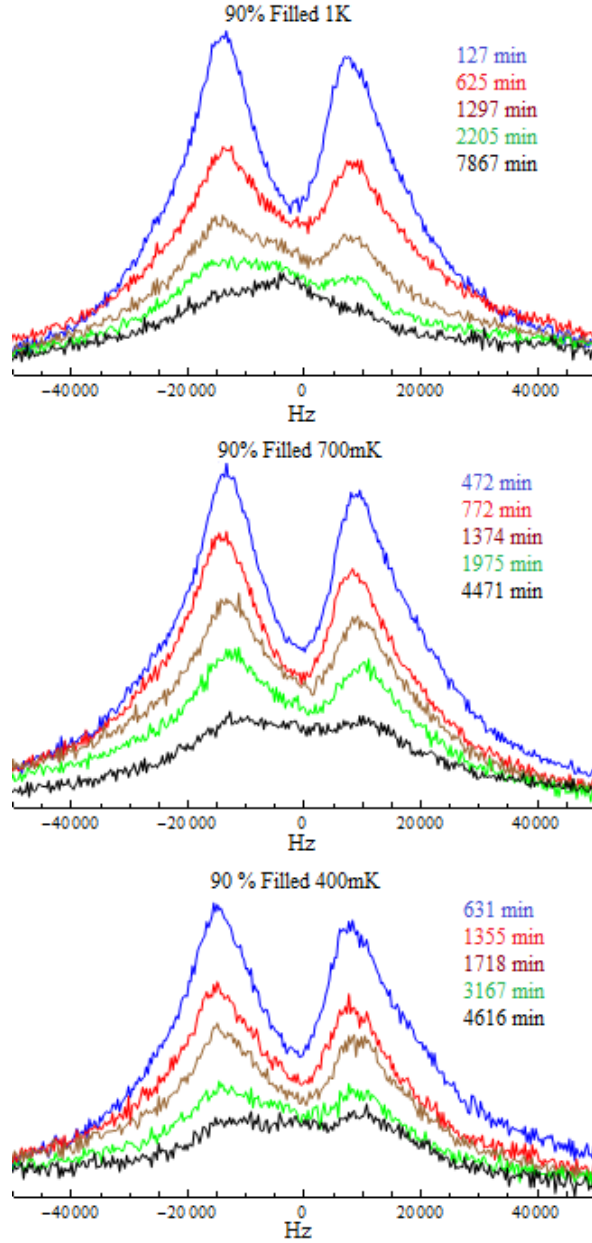 90% Filled 1K
127 min
625 min
1297 min
2205 min
7867 min
−40000 −20000 0 20000 40000
Hz
90% Filled 700mK
472 min
772 min
1374 min
1975 min
4471 min
−40000 −20000 0 20000 40000
Hz
90 % Filled 400mK
631 min
1355 min
1718 min
3167 min
4616 min
−40000 −20000 0 20000 40000
Hz